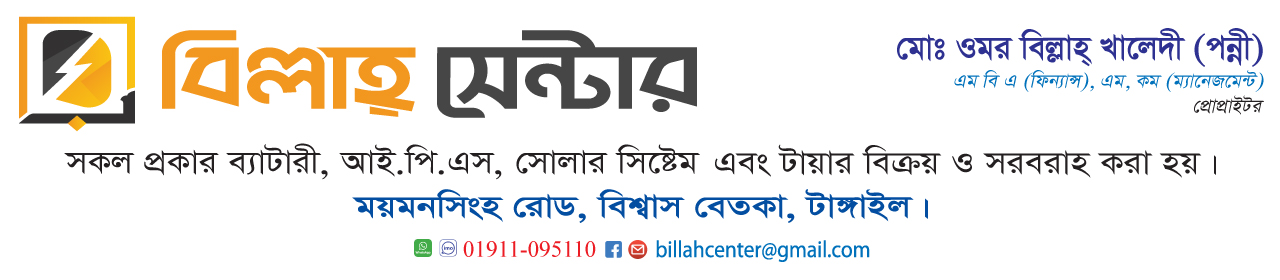 বিল্লাহ্ সেন্টার
মোঃ ওমর বিল্লাহ্ খালেদী (পন্নী)
এম বি এ (ফিন্যান্স), এম, কম (ম্যানেজমেন্ট)
প্রোপ্রাইটর
সকল প্রকার ব্যাটারী, আই.পি.এস, সোলার সিষ্টেম এবং টায়ার বিক্রয় ও সরবরাহ করা হয়।
ময়মনসিংহ রোড, বিশ্বাস বেতকা, টাঙ্গাইল।
01911-095110 billahcenter@gmail.com